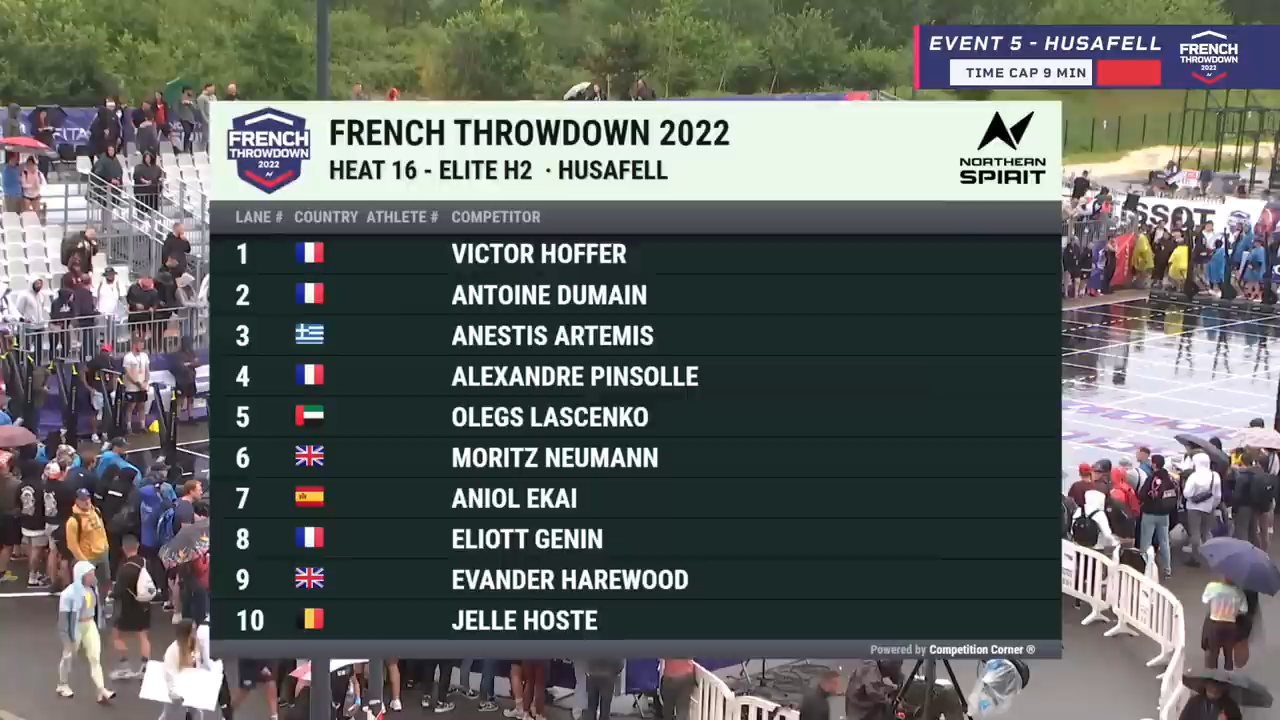 EVENT 5 - HUSAFELL
TIME CAP 9 MIN
FRENCH
THROWDOWN
2022
FRENCH
THROWDOWN
2022
FRENCH THROWDOWN 2022
HEAT 16 - ELITE H2 · HUSAFELL
NORTHERN
SPIRIT
LANE # COUNTRY ATHLETE # COMPETITOR
1 VICTOR HOFFER
2 ANTOINE DUMAIN
3 ANESTIS ARTEMIS
4 ALEXANDRE PINSOLLE
5 OLEGS LASCENKO
6 MORITZ NEUMANN
7 ANIOL EKAI
8 ELIOTT GENIN
9 EVANDER HAREWOOD
10 JELLE HOSTE
Powered by Competition Corner ®